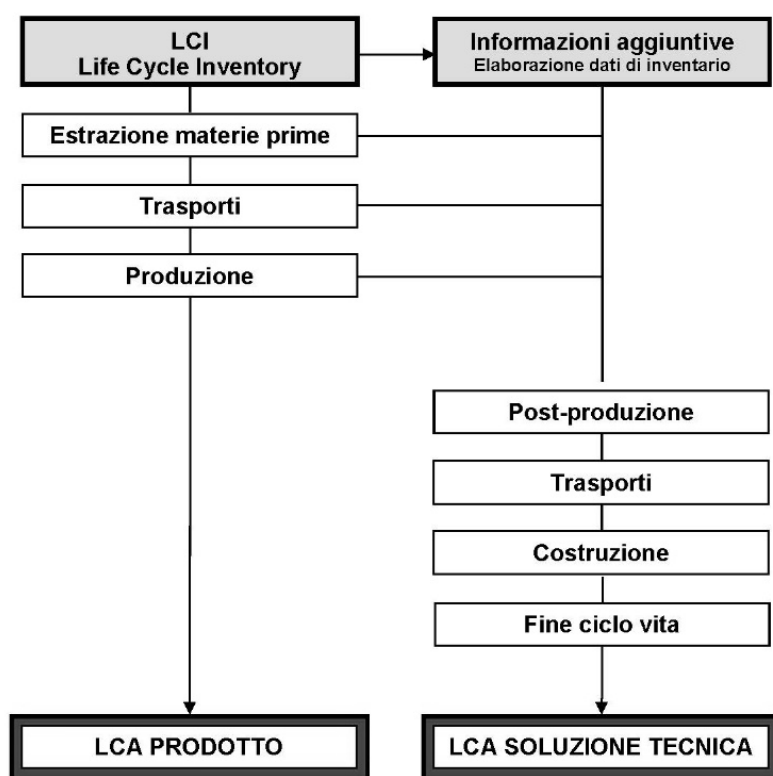 LCI
Life Cycle Inventory
Informazioni aggiuntive
Elaborazione dati di inventario
Estrazione materie prime
Trasporti
Produzione
Post-produzione
Trasporti
Costruzione
Fine ciclo vita
LCA PRODOTTO
LCA SOLUZIONE TECNICA